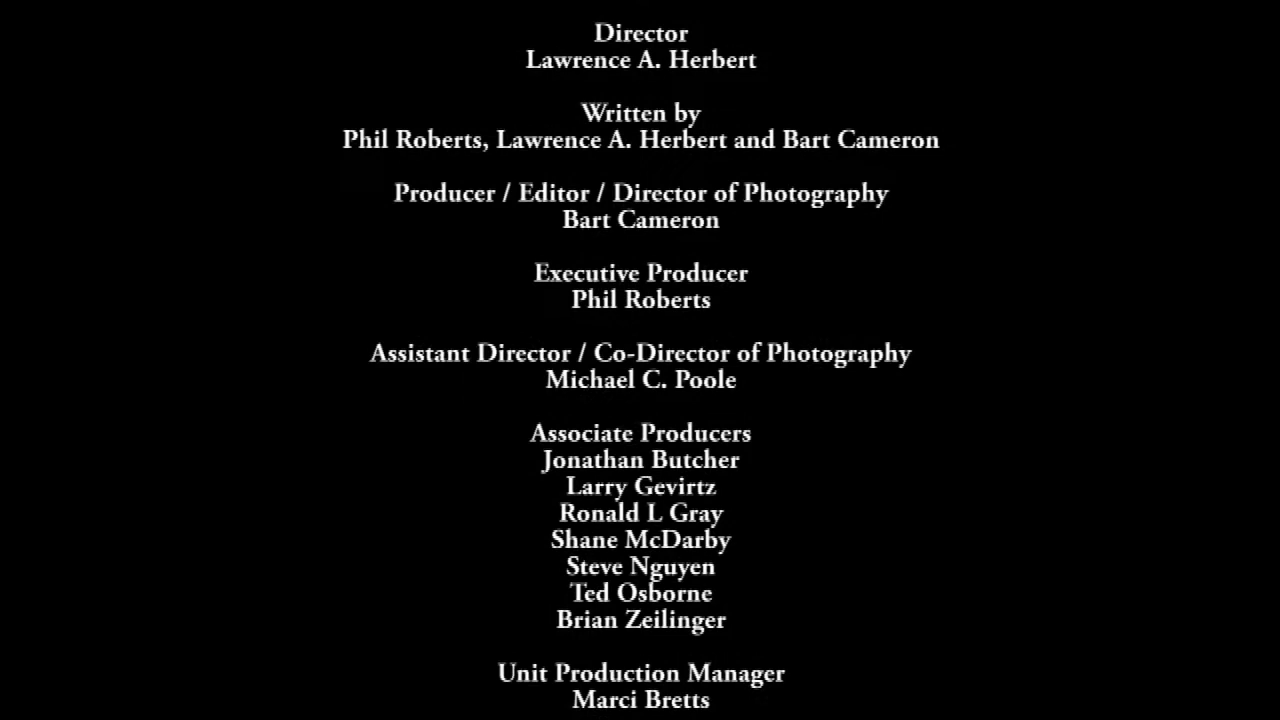 Director
Lawrence A. Herbert
Written by
Phil Roberts, Lawrence A. Herbert and Bart Cameron
Producer / Editor / Director of Photography
Bart Cameron
Executive Producer
Phil Roberts
Assistant Director / Co-Director of Photography
Michael C. Poole
Associate Producers
Jonathan Butcher
Larry Gevirtz
Ronald L Gray
Shane McDarby
Steve Nguyen
Ted Osborne
Brian Zeilinger
Unit Production Manager
Marci Bretts